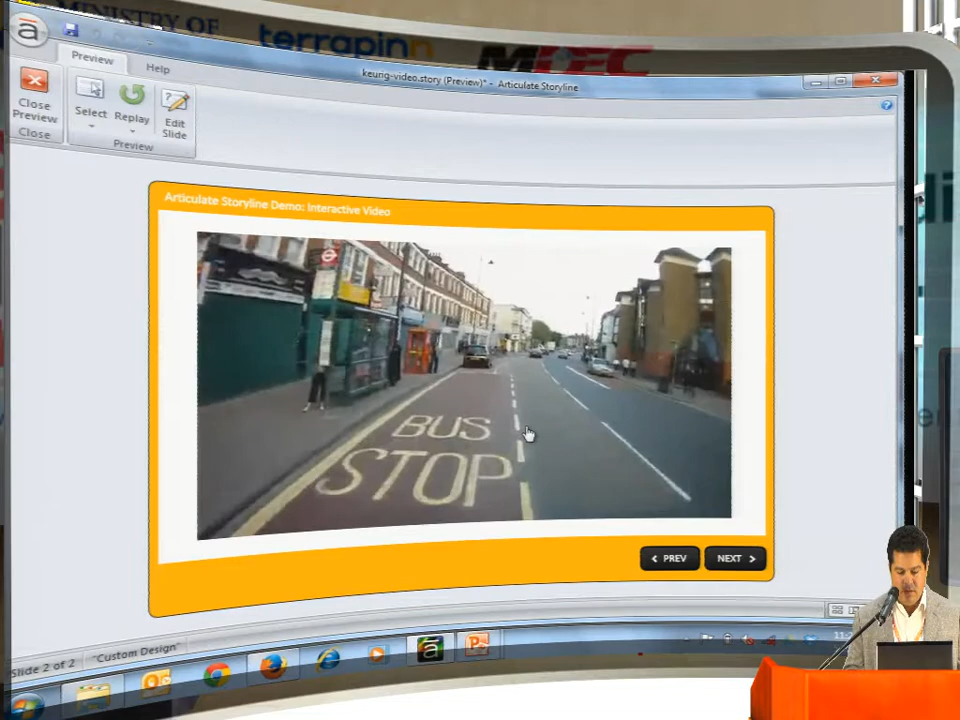 MINISTRY OF
terrapinn
MDEC
Preview
Help
keung-video.story (Preview)* - Articulate Storyline
Close
Preview
Select
Replay
Edit
Slide
Close
Preview
Articulate Storyline Demo: Interactive Video
BUS
STOP
PREV
NEXT
Slide 2 of 2
"Custom Design"